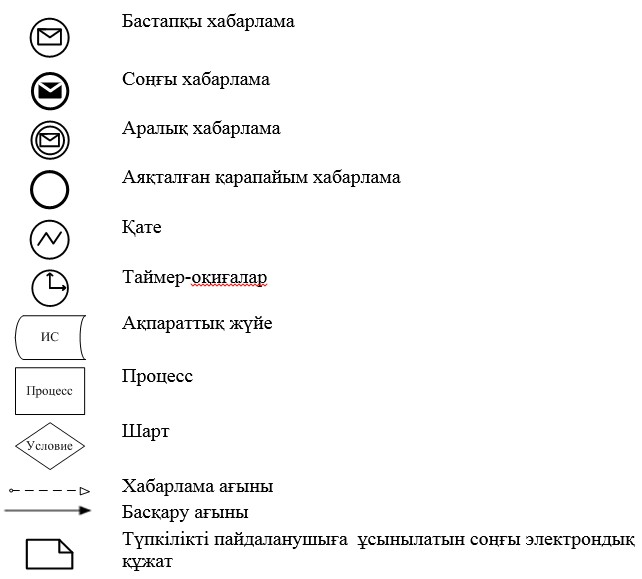 Бастапқы хабарлама
Соңғы хабарлама
Аралық хабарлама
Аяқталған қарапайым хабарлама
Қате
Таймер-оқиғалар
ИС
Ақпараттық жүйе
Процесс
Процесс
Условие
Шарт
Хабарлама ағыны
Басқару ағыны
Түпкілікті пайдаланушыға ұсынылатын соңғы электрондық
құжат